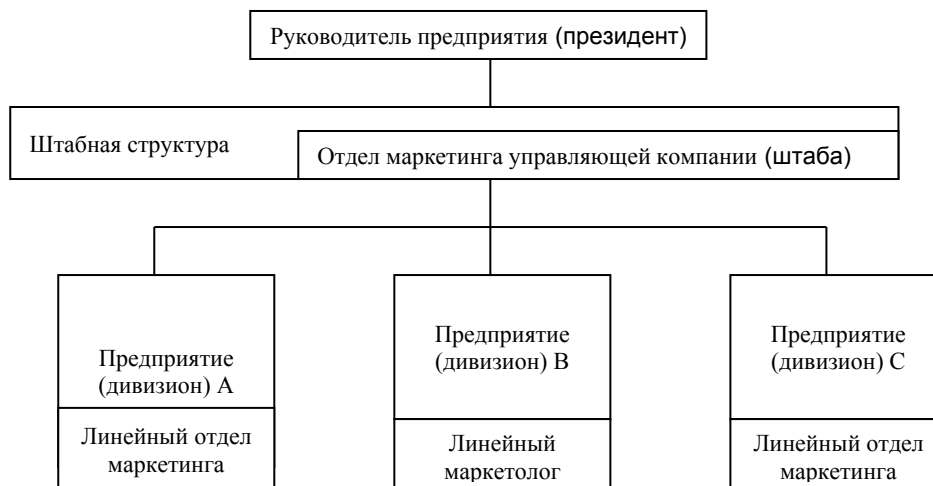 Руководитель предприятия (президент)
Штабная структура
Отдел маркетинга управляющей компании (штаба)
Предприятие
(дивизион) А
Линейный отдел
маркетинга
Предприятие
(дивизион) В
Линейный
маркетолог
Предприятие
(дивизион) С
Линейный отдел
маркетинга